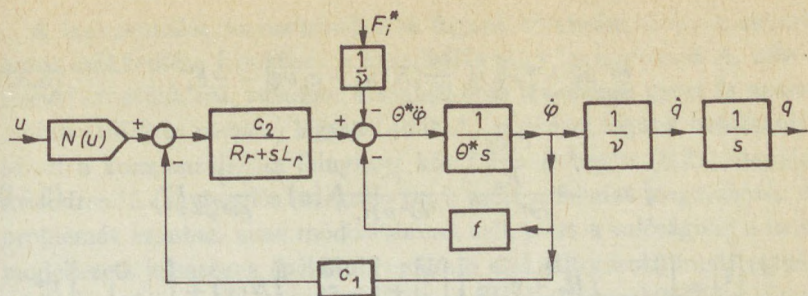 F_i^*
1/ν
u
N(u)
+
−
c_2 / (R_r + sL_r)
+
−
−
Θ^*φ̈
1 / (Θ^* s)
φ̇
1/ν
q̇
1/s
q
f
c_1